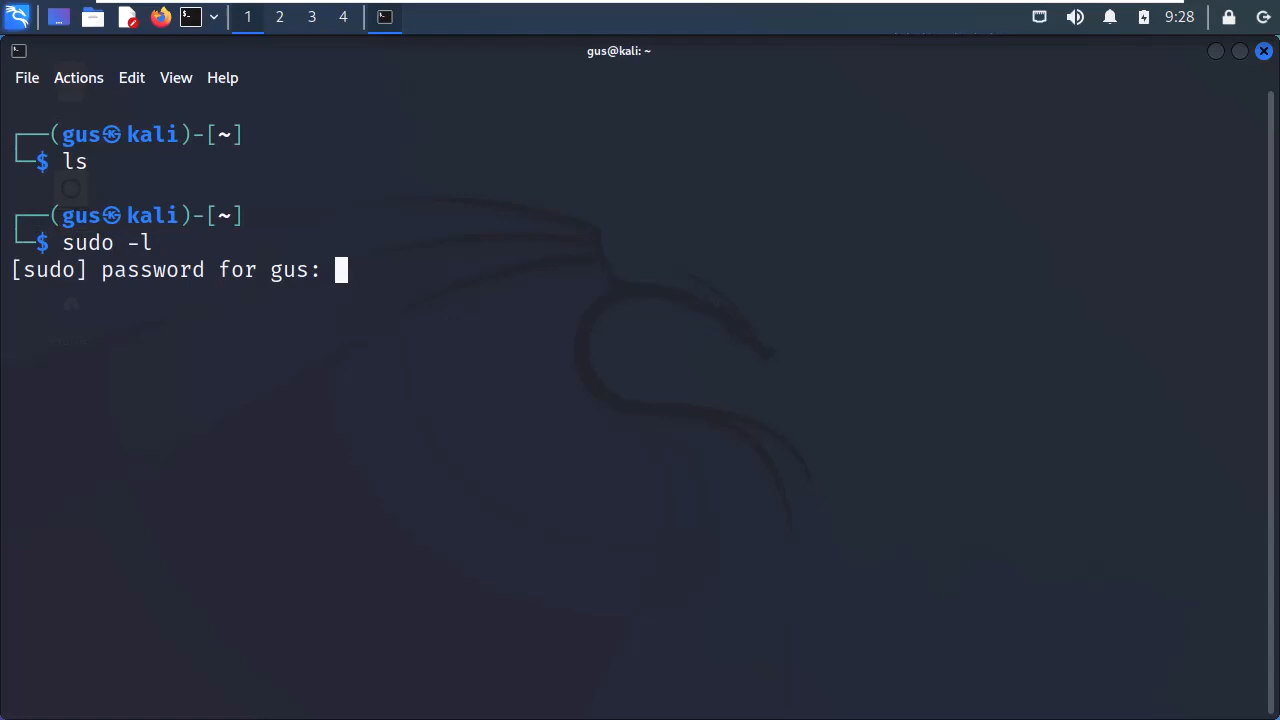 1 2 3 4 9:28
gus@kali: ~
File Actions Edit View Help
┌──(gus㉿kali)-[~]
└─$ ls
┌──(gus㉿kali)-[~]
└─$ sudo -l
[sudo] password for gus: